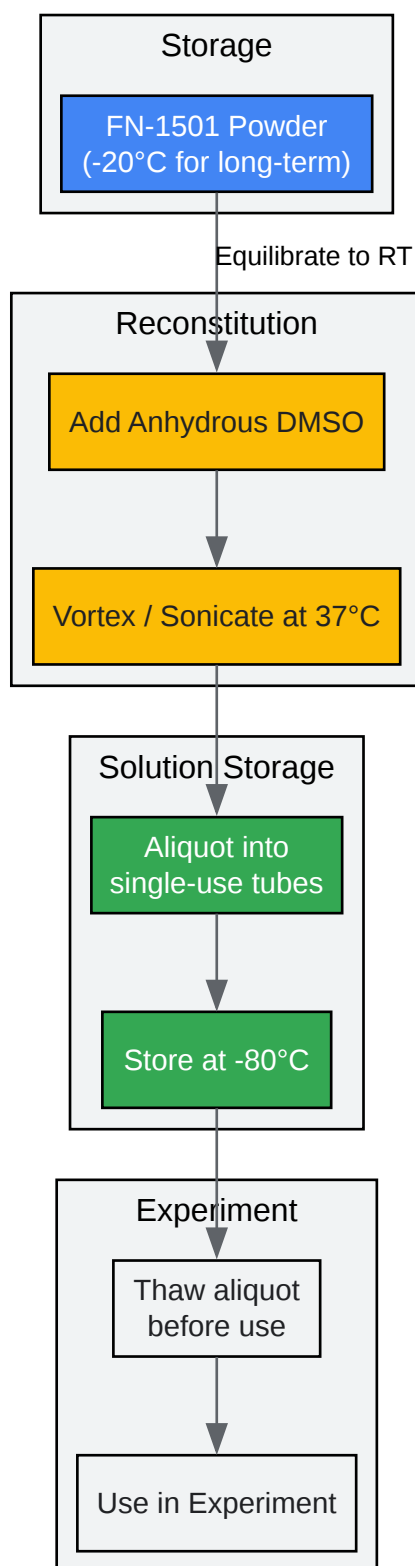 Storage
FN-1501 Powder
(-20°C for long-term)
Equilibrate to RT
Reconstitution
Add Anhydrous DMSO
Vortex / Sonicate at 37°C
Solution Storage
Aliquot into
single-use tubes
Store at -80°C
Experiment
Thaw aliquot
before use
Use in Experiment